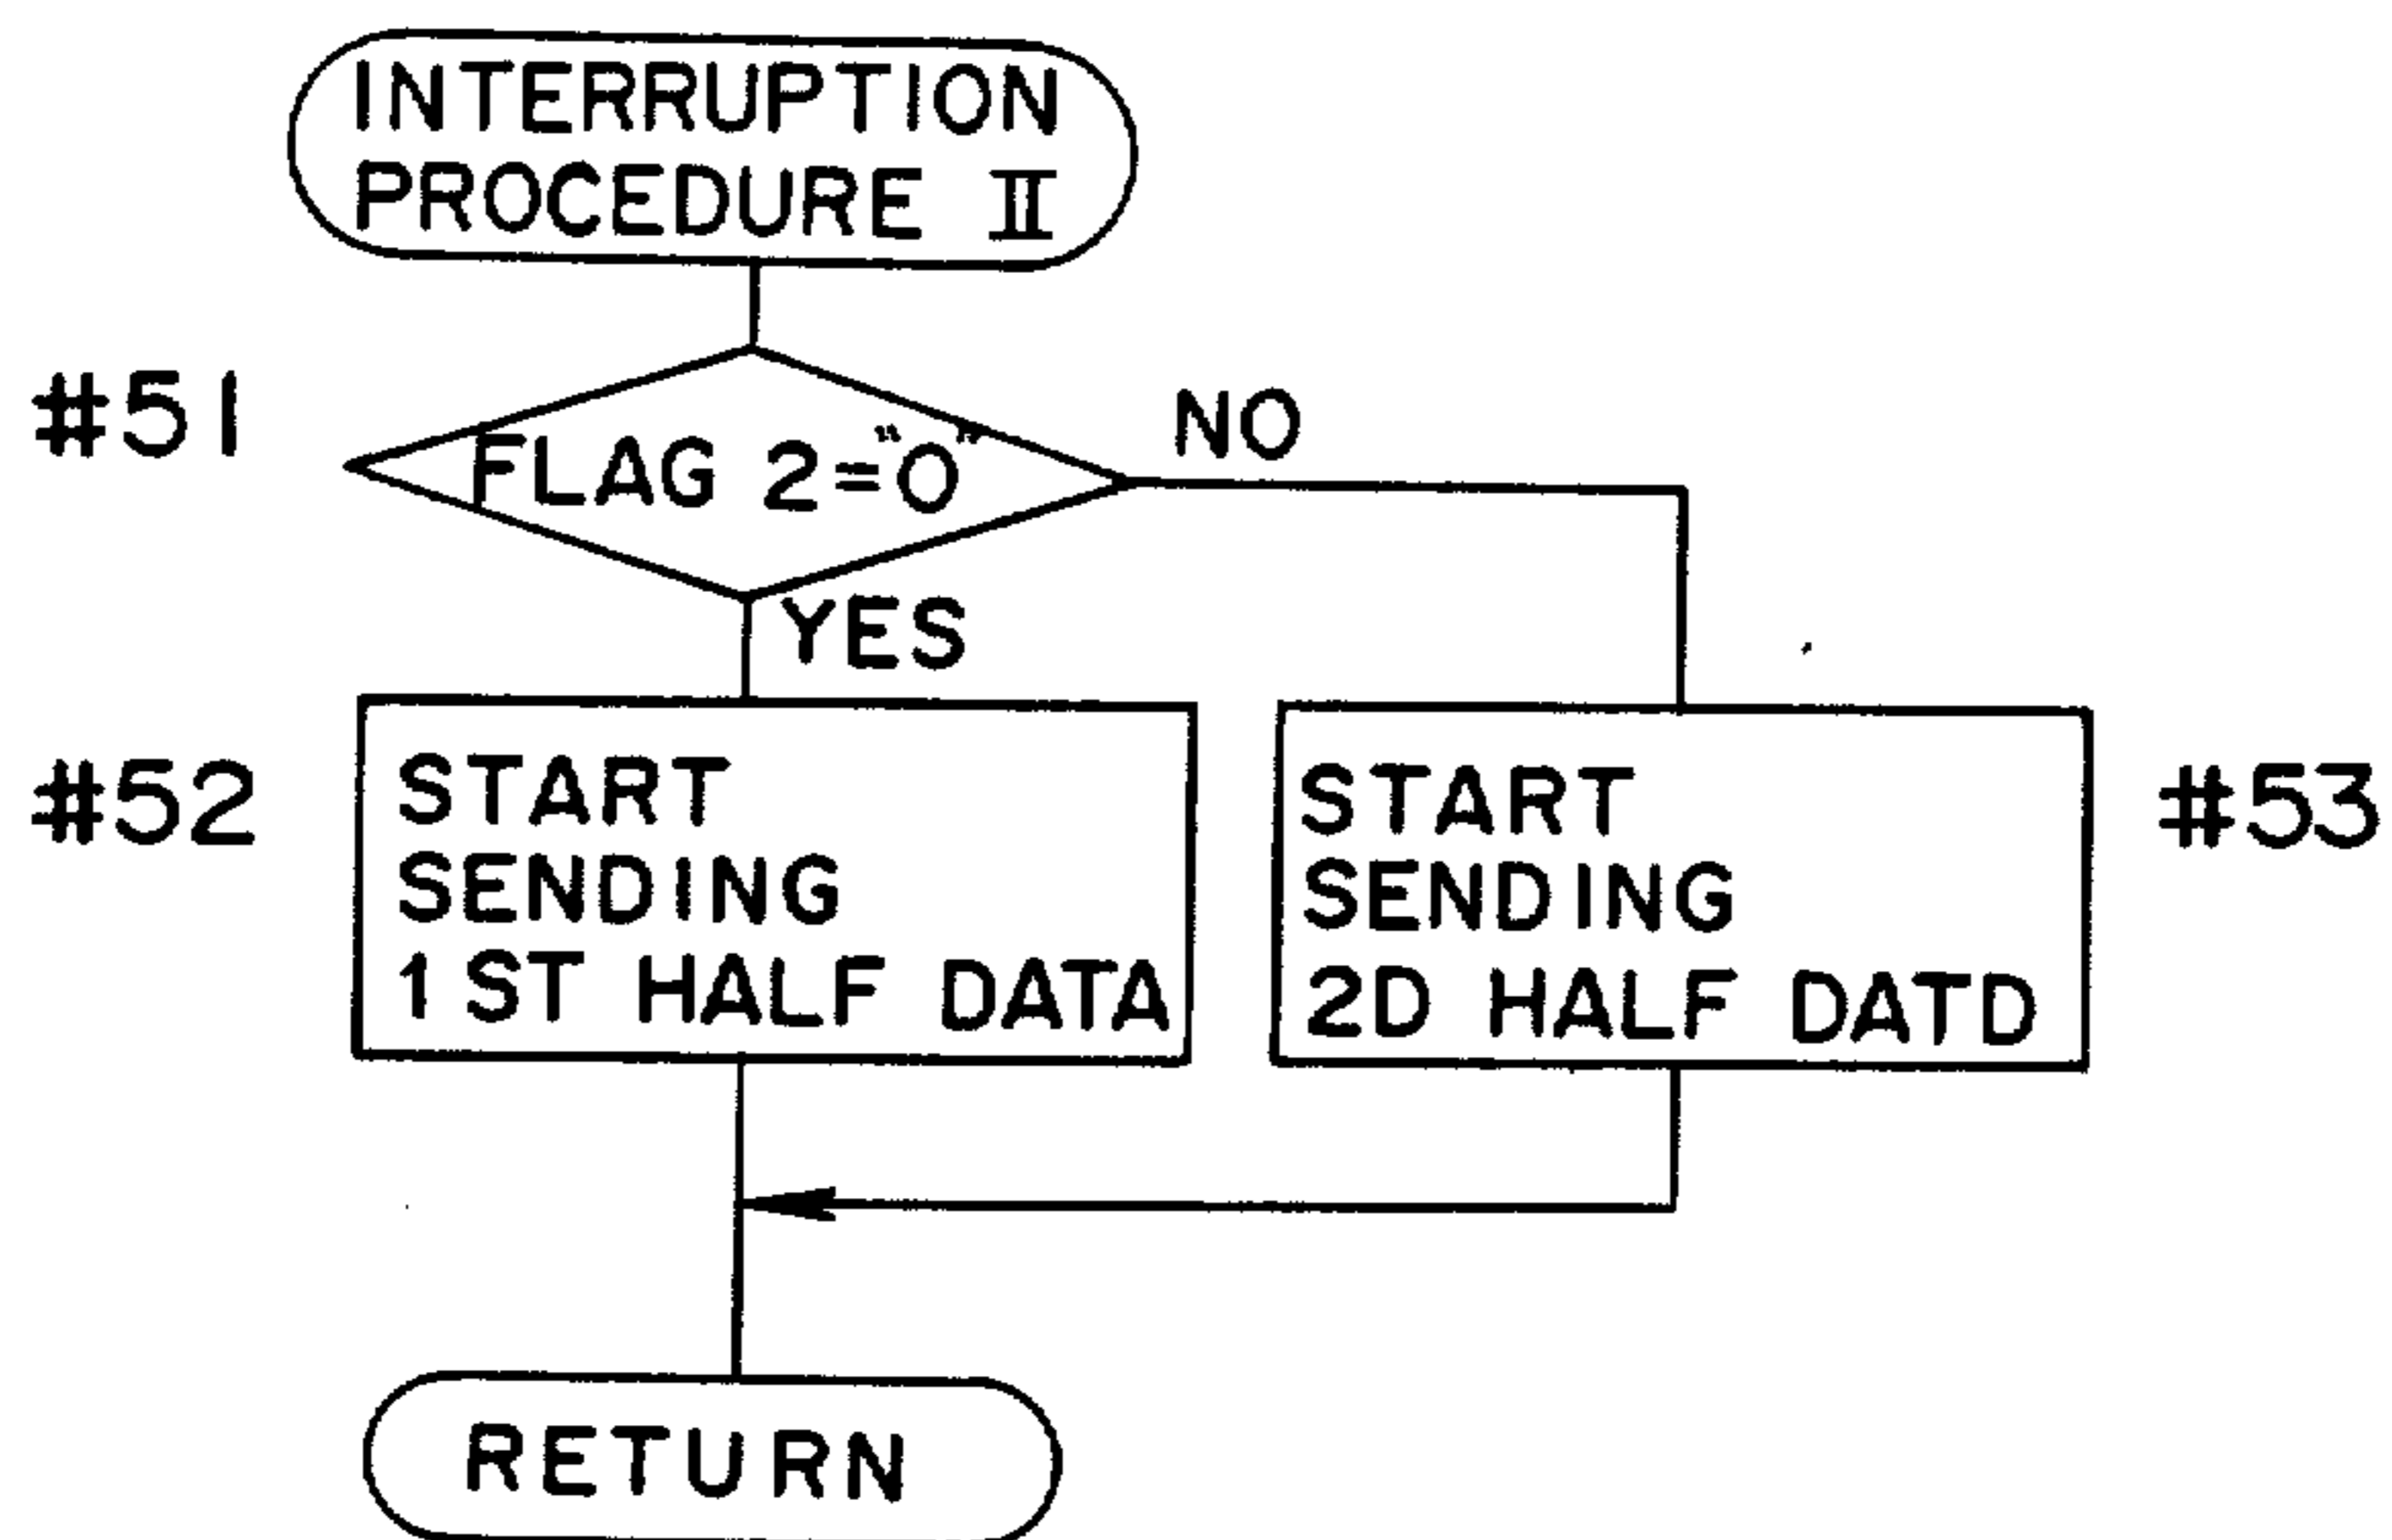 INTERRUPTION
PROCEDURE II
#51
FLAG 2="0"
NO
YES
#52
START
SENDING
1ST HALF DATA
START
SENDING
2D HALF DATD
#53
RETURN